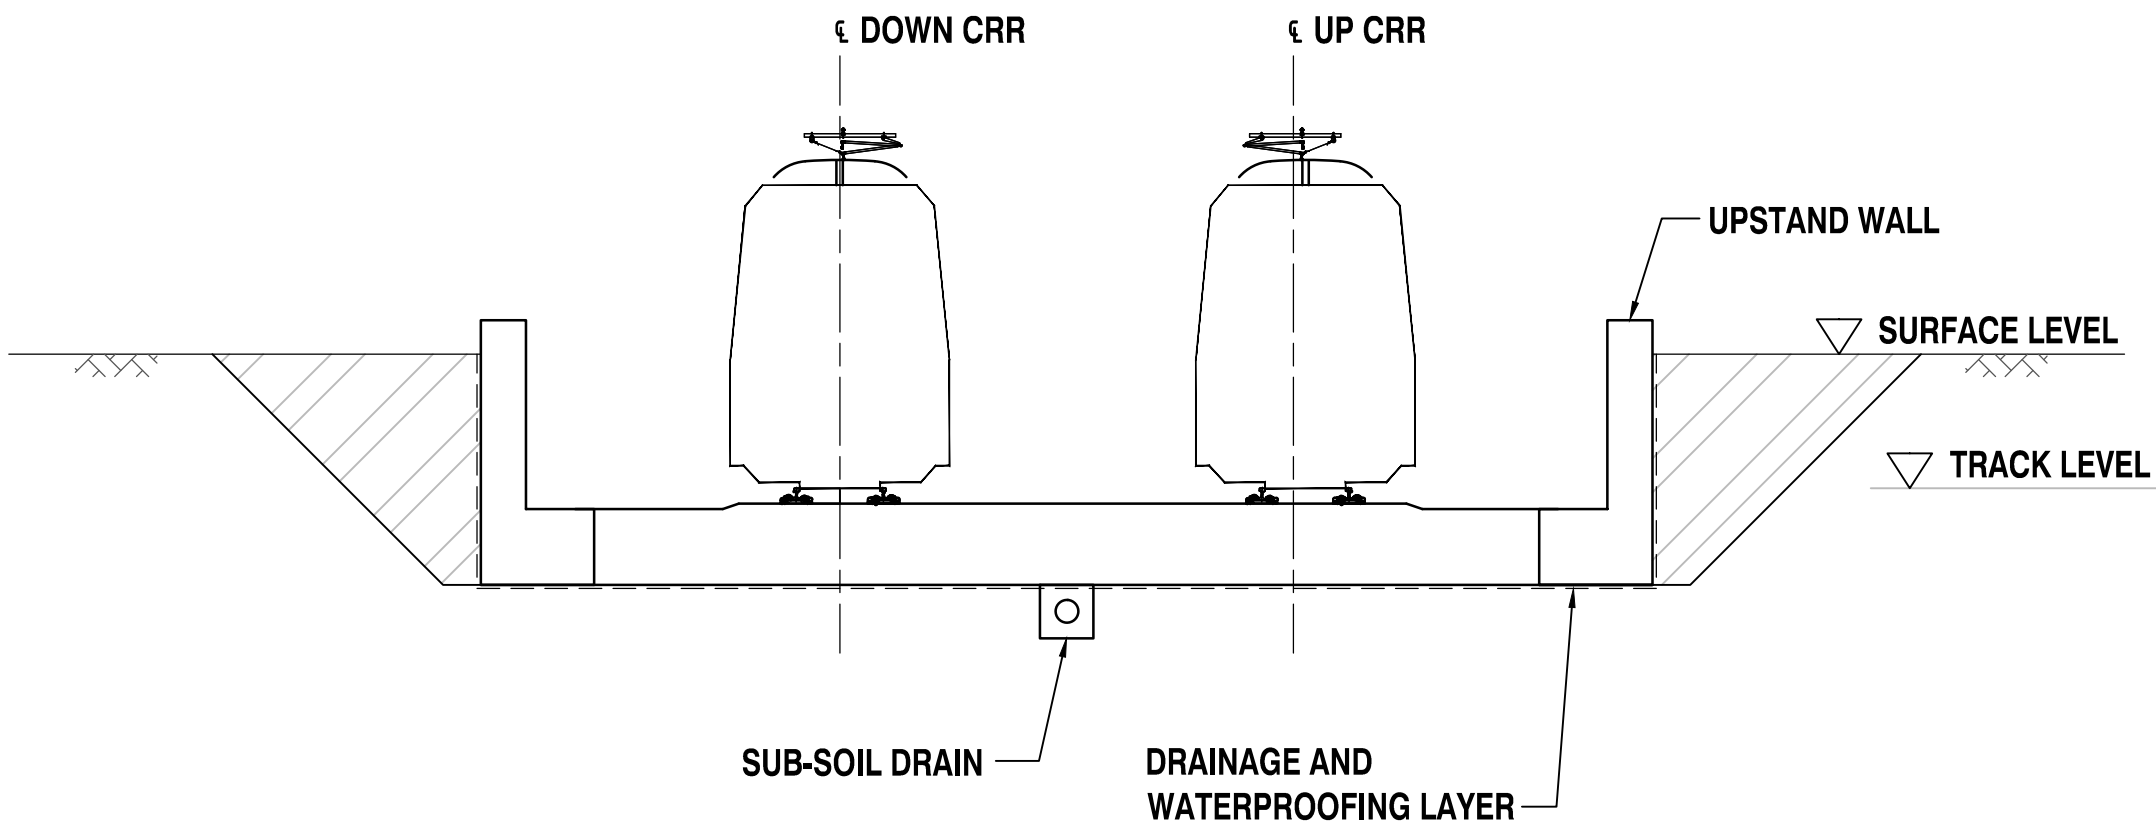 ℄ DOWN CRR
℄ UP CRR
UPSTAND WALL
SURFACE LEVEL
TRACK LEVEL
SUB-SOIL DRAIN
DRAINAGE AND
WATERPROOFING LAYER